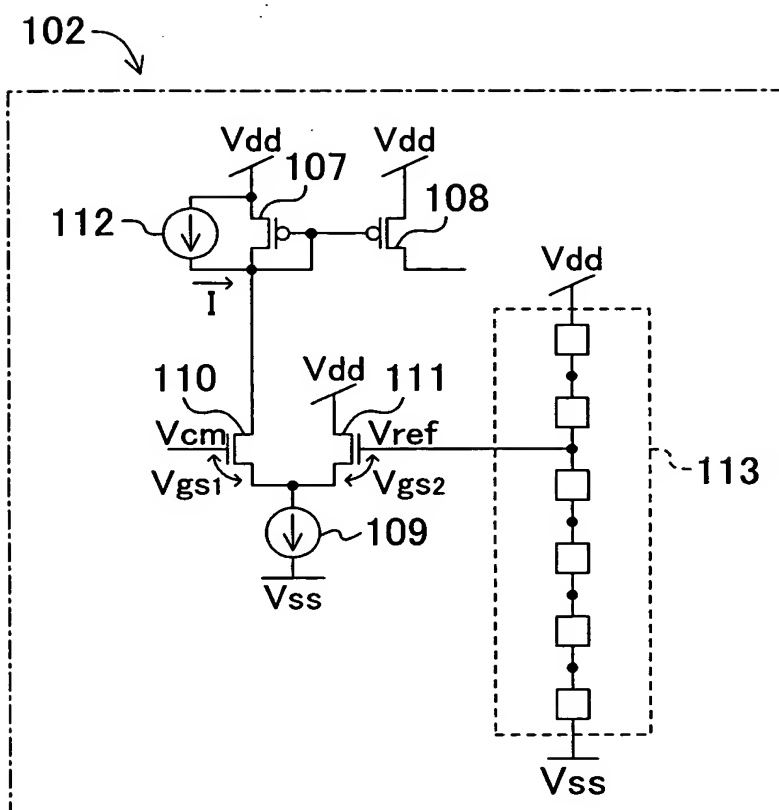 102
Vdd
107
Vdd
108
112
I
Vdd
110
Vdd
111
Vcm
Vref
Vgs1
Vgs2
113
109
Vss
Vss